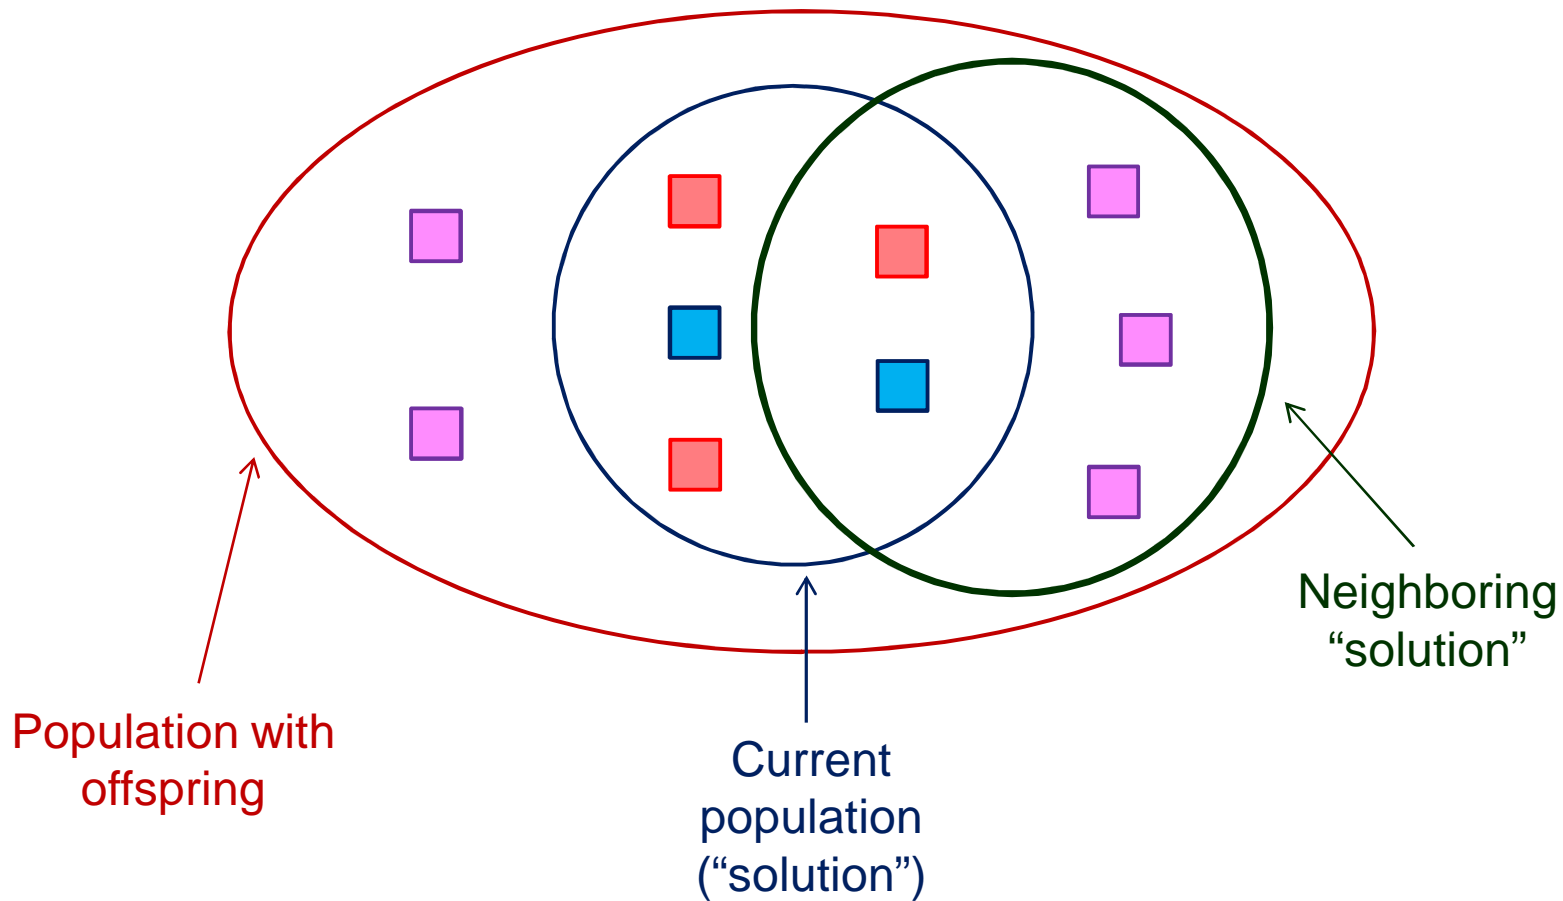 Neighboring
“solution”
Population with
offspring
Current
population
(“solution”)